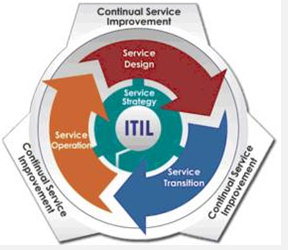 Continual Service
Improvement
Service
Design
Service
Strategy
ITIL
Service
Operation
Service
Transition
Continual Service
Improvement
Continual Service
Improvement